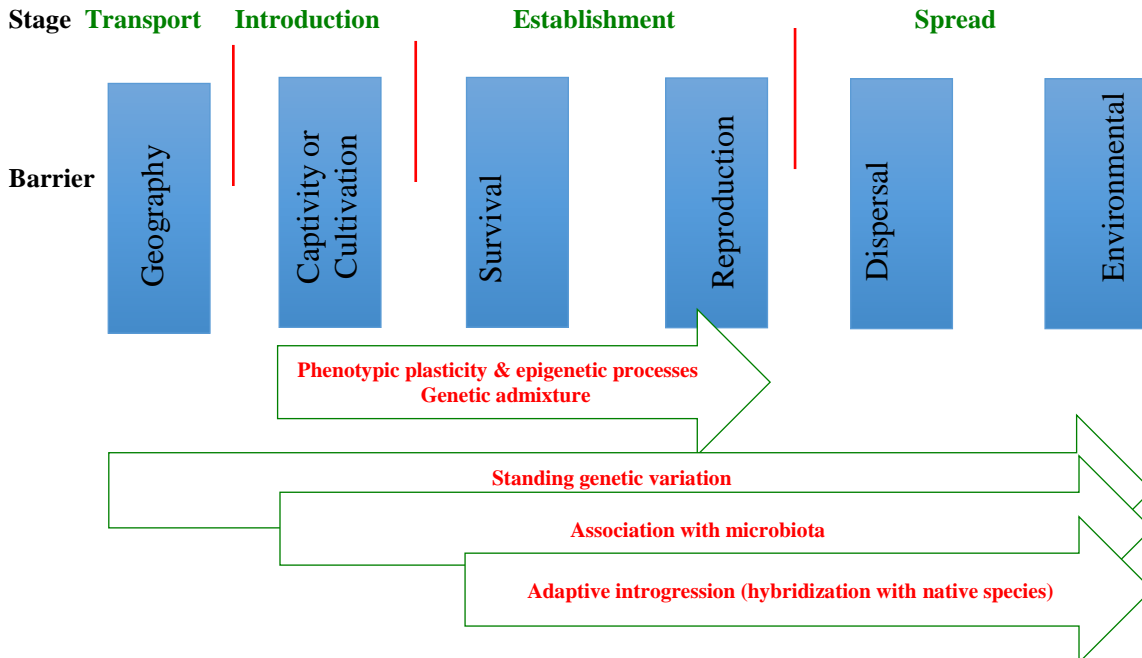 Stage Transport Introduction Establishment Spread
Barrier
Geography
Captivity or
Cultivation
Survival
Reproduction
Dispersal
Environmental
Phenotypic plasticity & epigenetic processes
Genetic admixture
Standing genetic variation
Association with microbiota
Adaptive introgression (hybridization with native species)